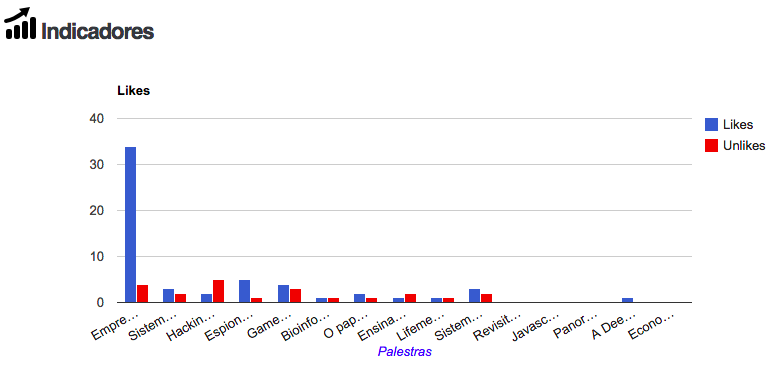 Indicadores
Likes
40
30
20
10
0
Likes
Unlikes
Empre…
Sistem…
Hackin…
Espion…
Game…
Bioinfo…
O pap…
Ensina…
Lifeme…
Sistem…
Revisit…
Javasc…
Panor…
A Dee…
Econo…
Palestras